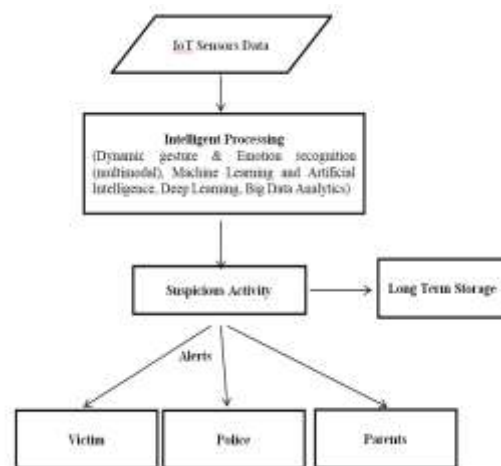 IoT Sensors Data
Intelligent Processing
(Dynamic gesture & Emotion recognition
(multimodal), Machine Learning and Artificial
Intelligence, Deep Learning, Big Data Analytics)
Suspicious Activity
Long Term Storage
Alerts
Victim
Police
Parents